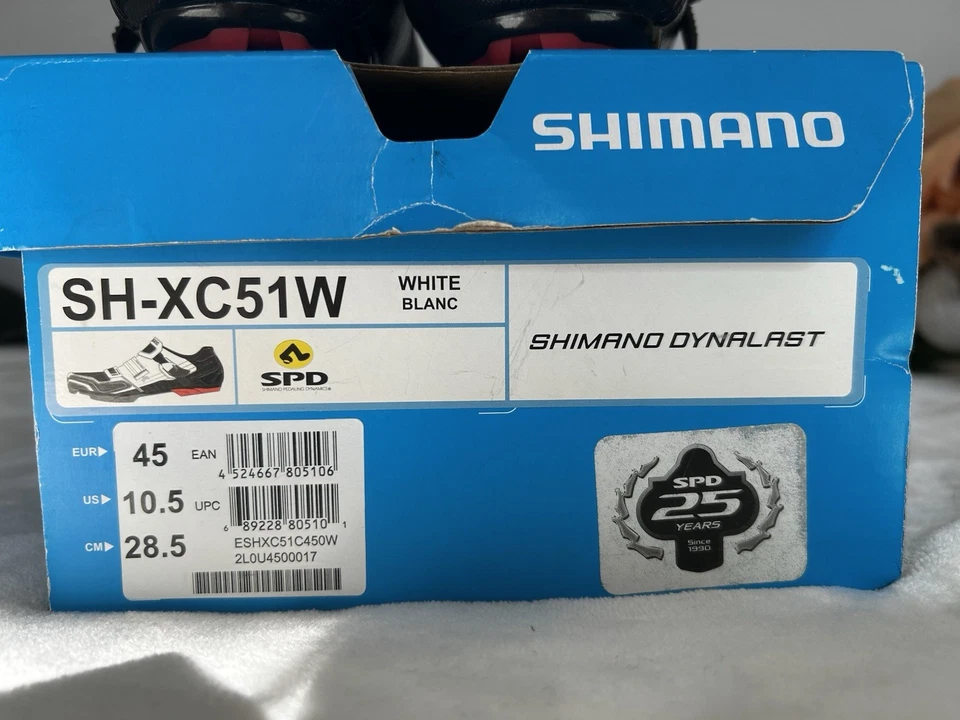 SHIMANO
SH-XC51W
WHITE
BLANC
SHIMANO DYNALAST
SPD
SHIMANO PEDALING DYNAMICS
EUR 45 EAN
4 524667 805106
US 10.5 UPC
6 89228 80510 1
CM 28.5
ESHXC51C450W
2L0U4500017
SPD
25
YEARS
Since
1990